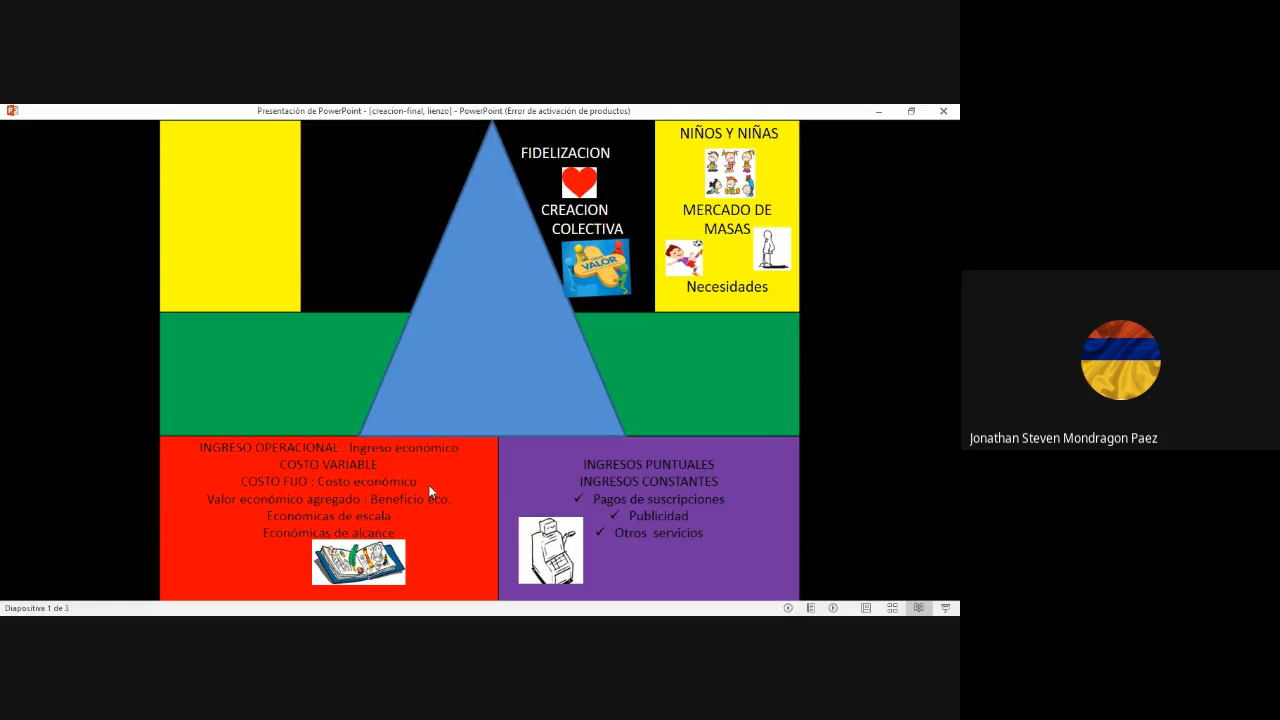 Presentación de PowerPoint - [creacion-final, lienzo] - PowerPoint (Error de activación de productos)
FIDELIZACION
CREACION
COLECTIVA
VALOR
NIÑOS Y NIÑAS
MERCADO DE
MASAS
Necesidades
INGRESO OPERACIONAL : Ingreso económico
COSTO VARIABLE
COSTO FIJO : Costo económico
Valor económico agregado : Beneficio eco.
Económicas de escala
Económicas de alcance
INGRESOS PUNTUALES
INGRESOS CONSTANTES
✓ Pagos de suscripciones
✓ Publicidad
✓ Otros servicios
Diapositiva 1 de 3
Jonathan Steven Mondragon Paez